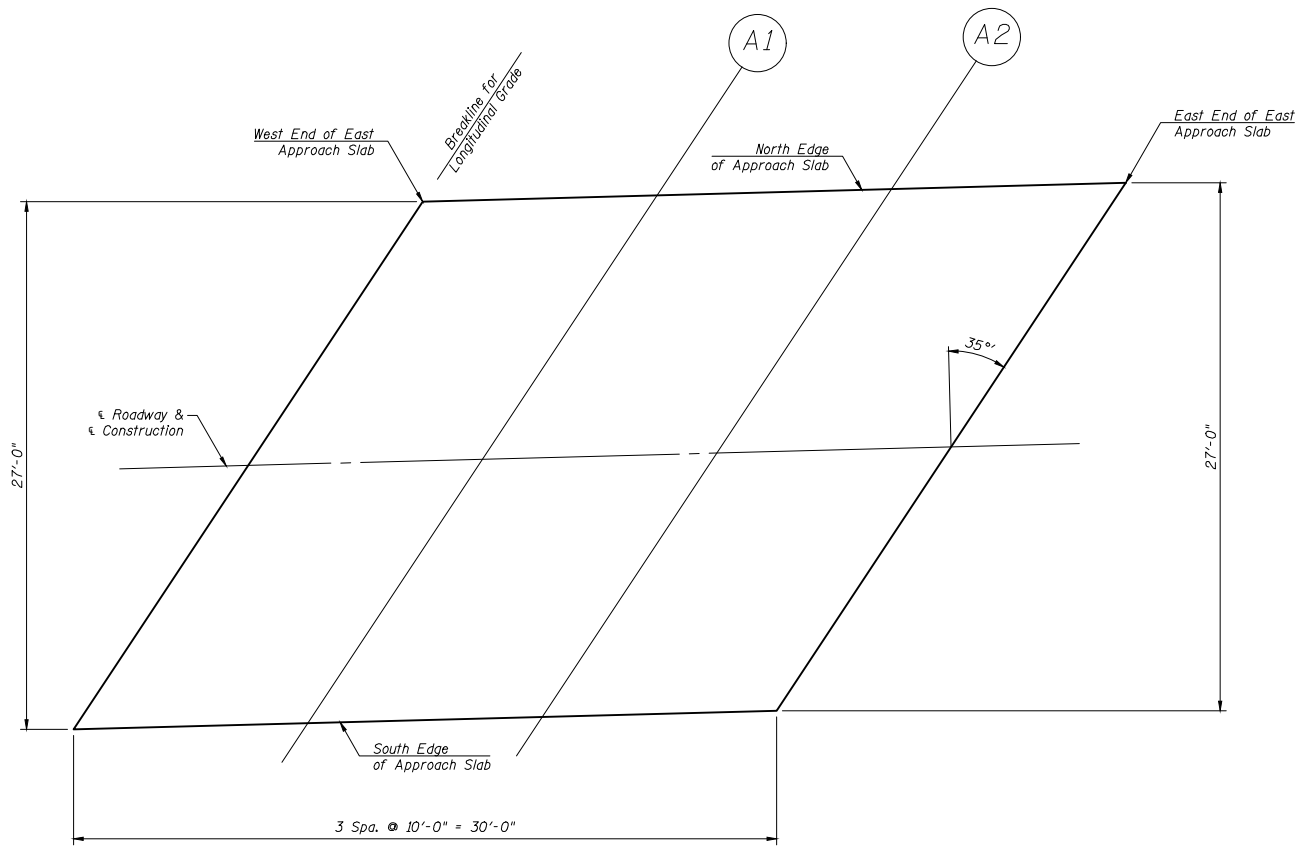 A1
A2
Breakline for
Longitudinal Grade
West End of East
Approach Slab
North Edge
of Approach Slab
East End of East
Approach Slab
35°'
℄ Roadway &
℄ Construction
27'-0"
27'-0"
South Edge
of Approach Slab
3 Spa. @ 10'-0" = 30'-0"